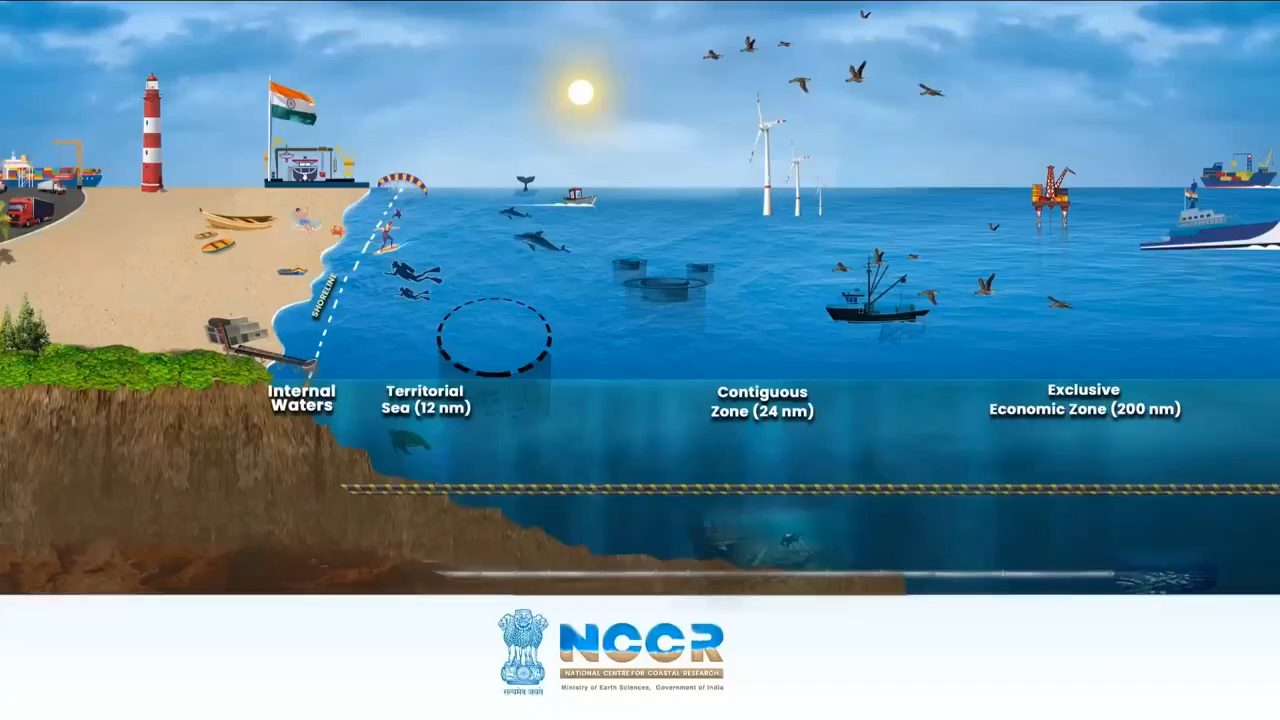 SHORELINE
Internal
Waters
Territorial
Sea (12 nm)
Contiguous
Zone (24 nm)
Exclusive
Economic Zone (200 nm)
सत्यमेव जयते
NCCR
NATIONAL CENTRE FOR COASTAL RESEARCH
Ministry of Earth Sciences, Government of India